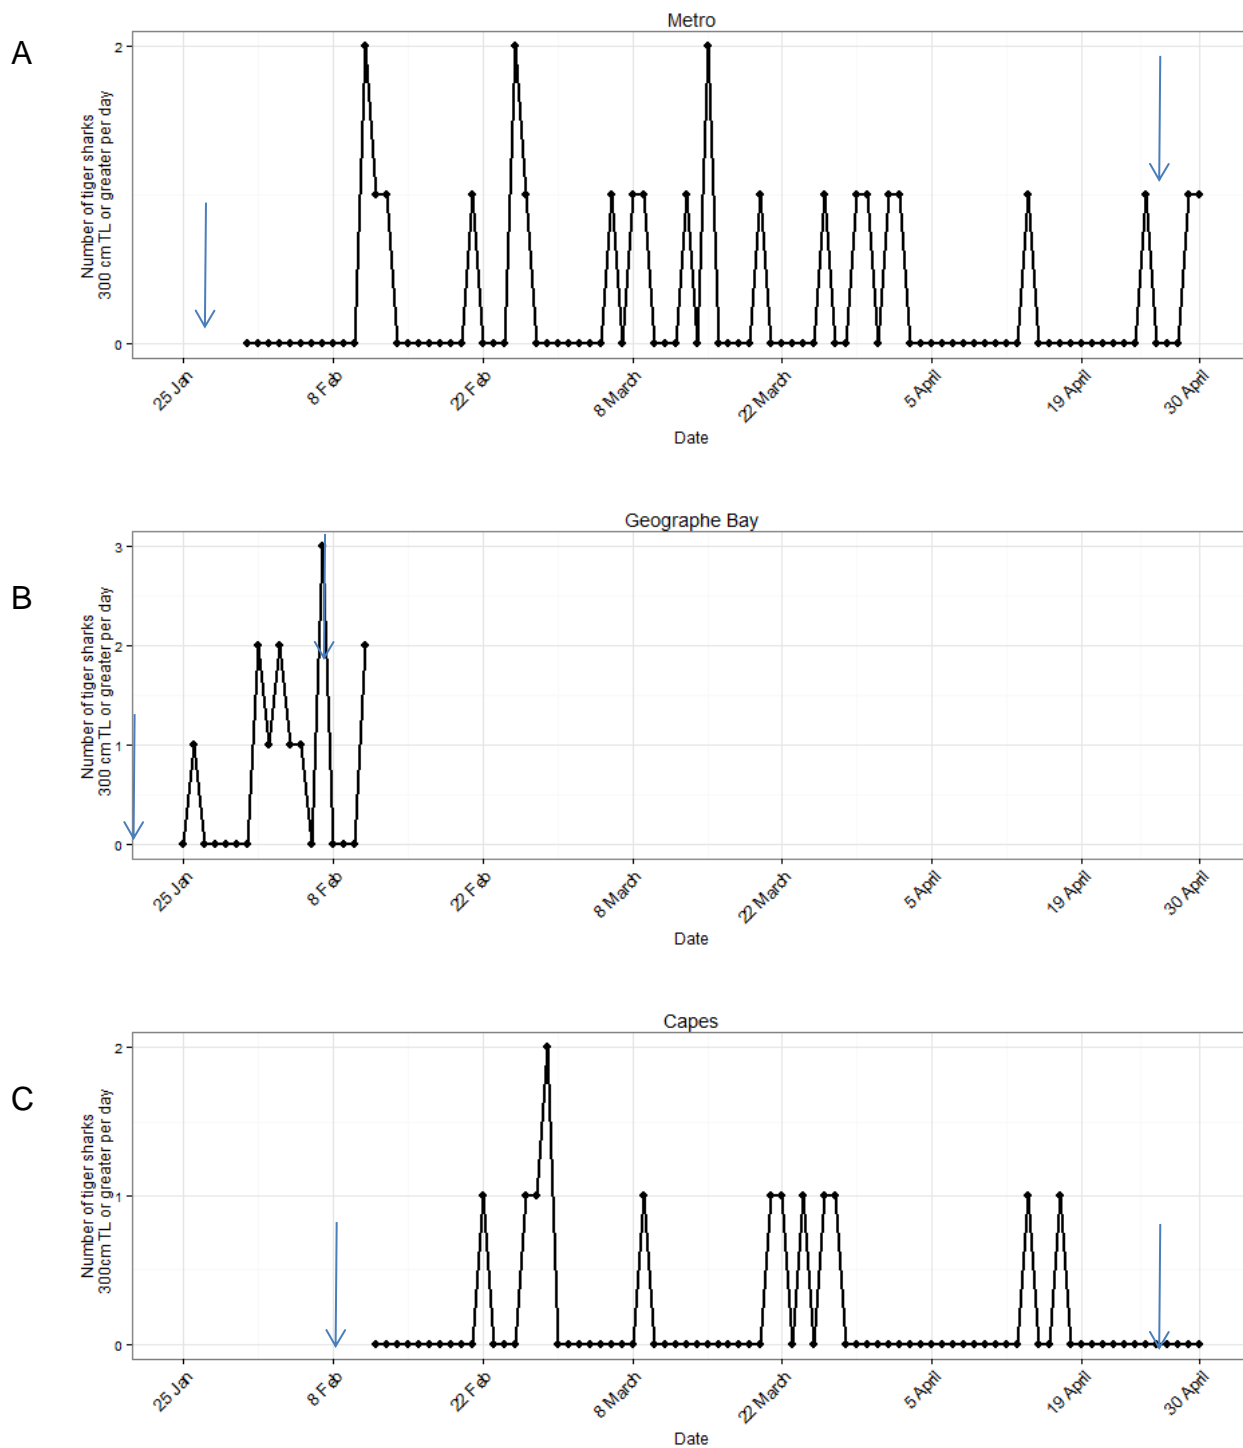 A
Metro
Number of tiger sharks
300 cm TL or greater per day
2
0
25 Jan
8 Feb
22 Feb
8 March
22 March
5 April
19 April
30 April
Date
B
Geographe Bay
Number of tiger sharks
300 cm TL or greater per day
3
2
1
0
25 Jan
8 Feb
22 Feb
8 March
22 March
5 April
19 April
30 April
Date
C
Capes
Number of tiger sharks
300cm TL or greater per day
2
1
0
25 Jan
8 Feb
22 Feb
8 March
22 March
5 April
19 April
30 April
Date